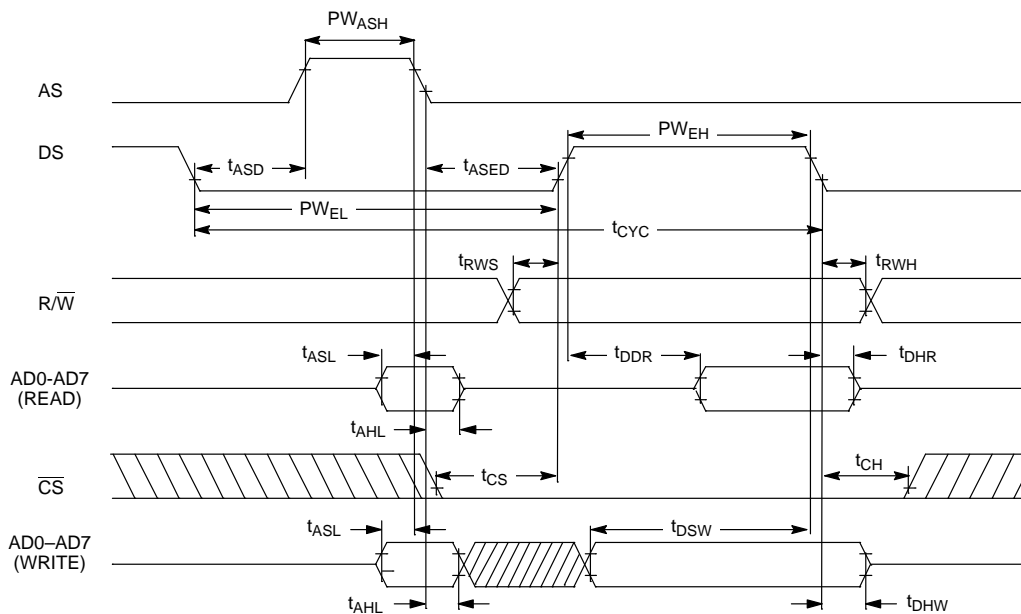 PWASH
AS
PWEH
DS
tASD
tASED
PWEL
tCYC
tRWS
tRWH
R/W̅
tASL
tDDR
tDHR
AD0-AD7
(READ)
tAHL
C̅S̅
tCS
tCH
tASL
tDSW
AD0–AD7
(WRITE)
tAHL
tDHW